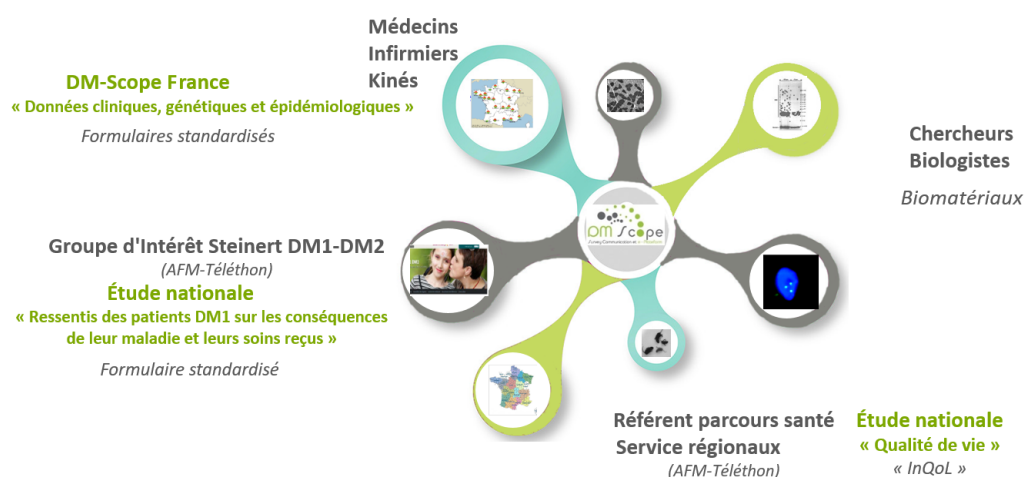 Médecins
Infirmiers
Kinés
DM-Scope France
« Données cliniques, génétiques et épidémiologiques »
Formulaires standardisés
Chercheurs
Biologistes
Biomatériaux
DM Scope
Groupe d'Intérêt Steinert DM1-DM2
(AFM-Téléthon)
Étude nationale
« Ressentis des patients DM1 sur les conséquences
de leur maladie et leurs soins reçus »
Formulaire standardisé
Référent parcours santé
Service régionaux
(AFM-Téléthon)
Étude nationale
« Qualité de vie »
« InQoL »